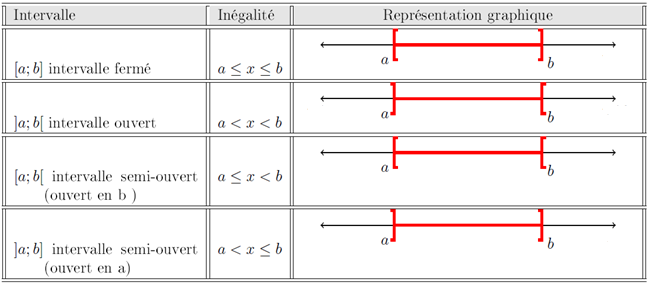 Intervalle Inégalité Représentation graphique
[a; b] intervalle fermé a ≤ x ≤ b a b
]a; b[ intervalle ouvert a < x < b a b
[a; b[ intervalle semi-ouvert a ≤ x < b a b
(ouvert en b )
]a; b] intervalle semi-ouvert a < x ≤ b a b
(ouvert en a)